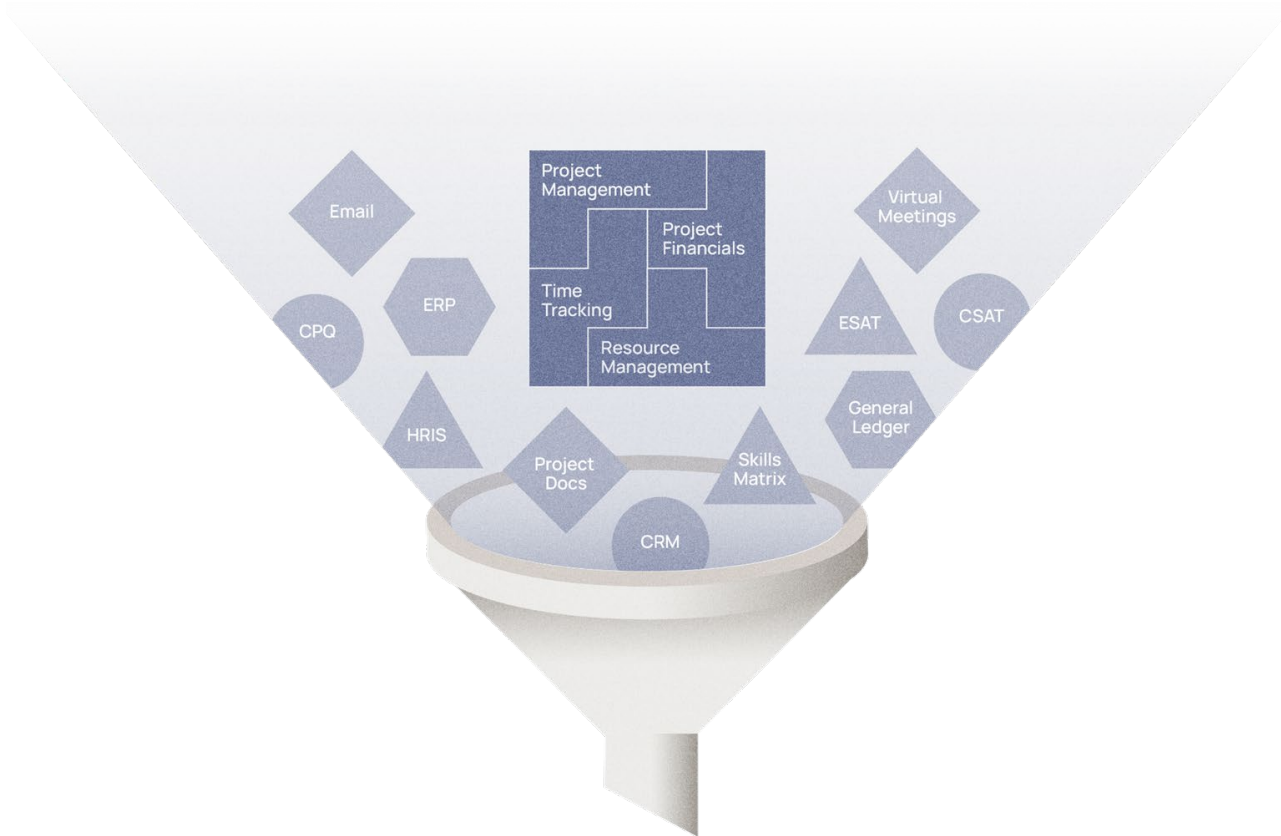 Email
CPQ
ERP
HRIS
Project
Management
Project
Financials
Time
Tracking
Resource
Management
Virtual
Meetings
ESAT
CSAT
General
Ledger
Project
Docs
Skills
Matrix
CRM